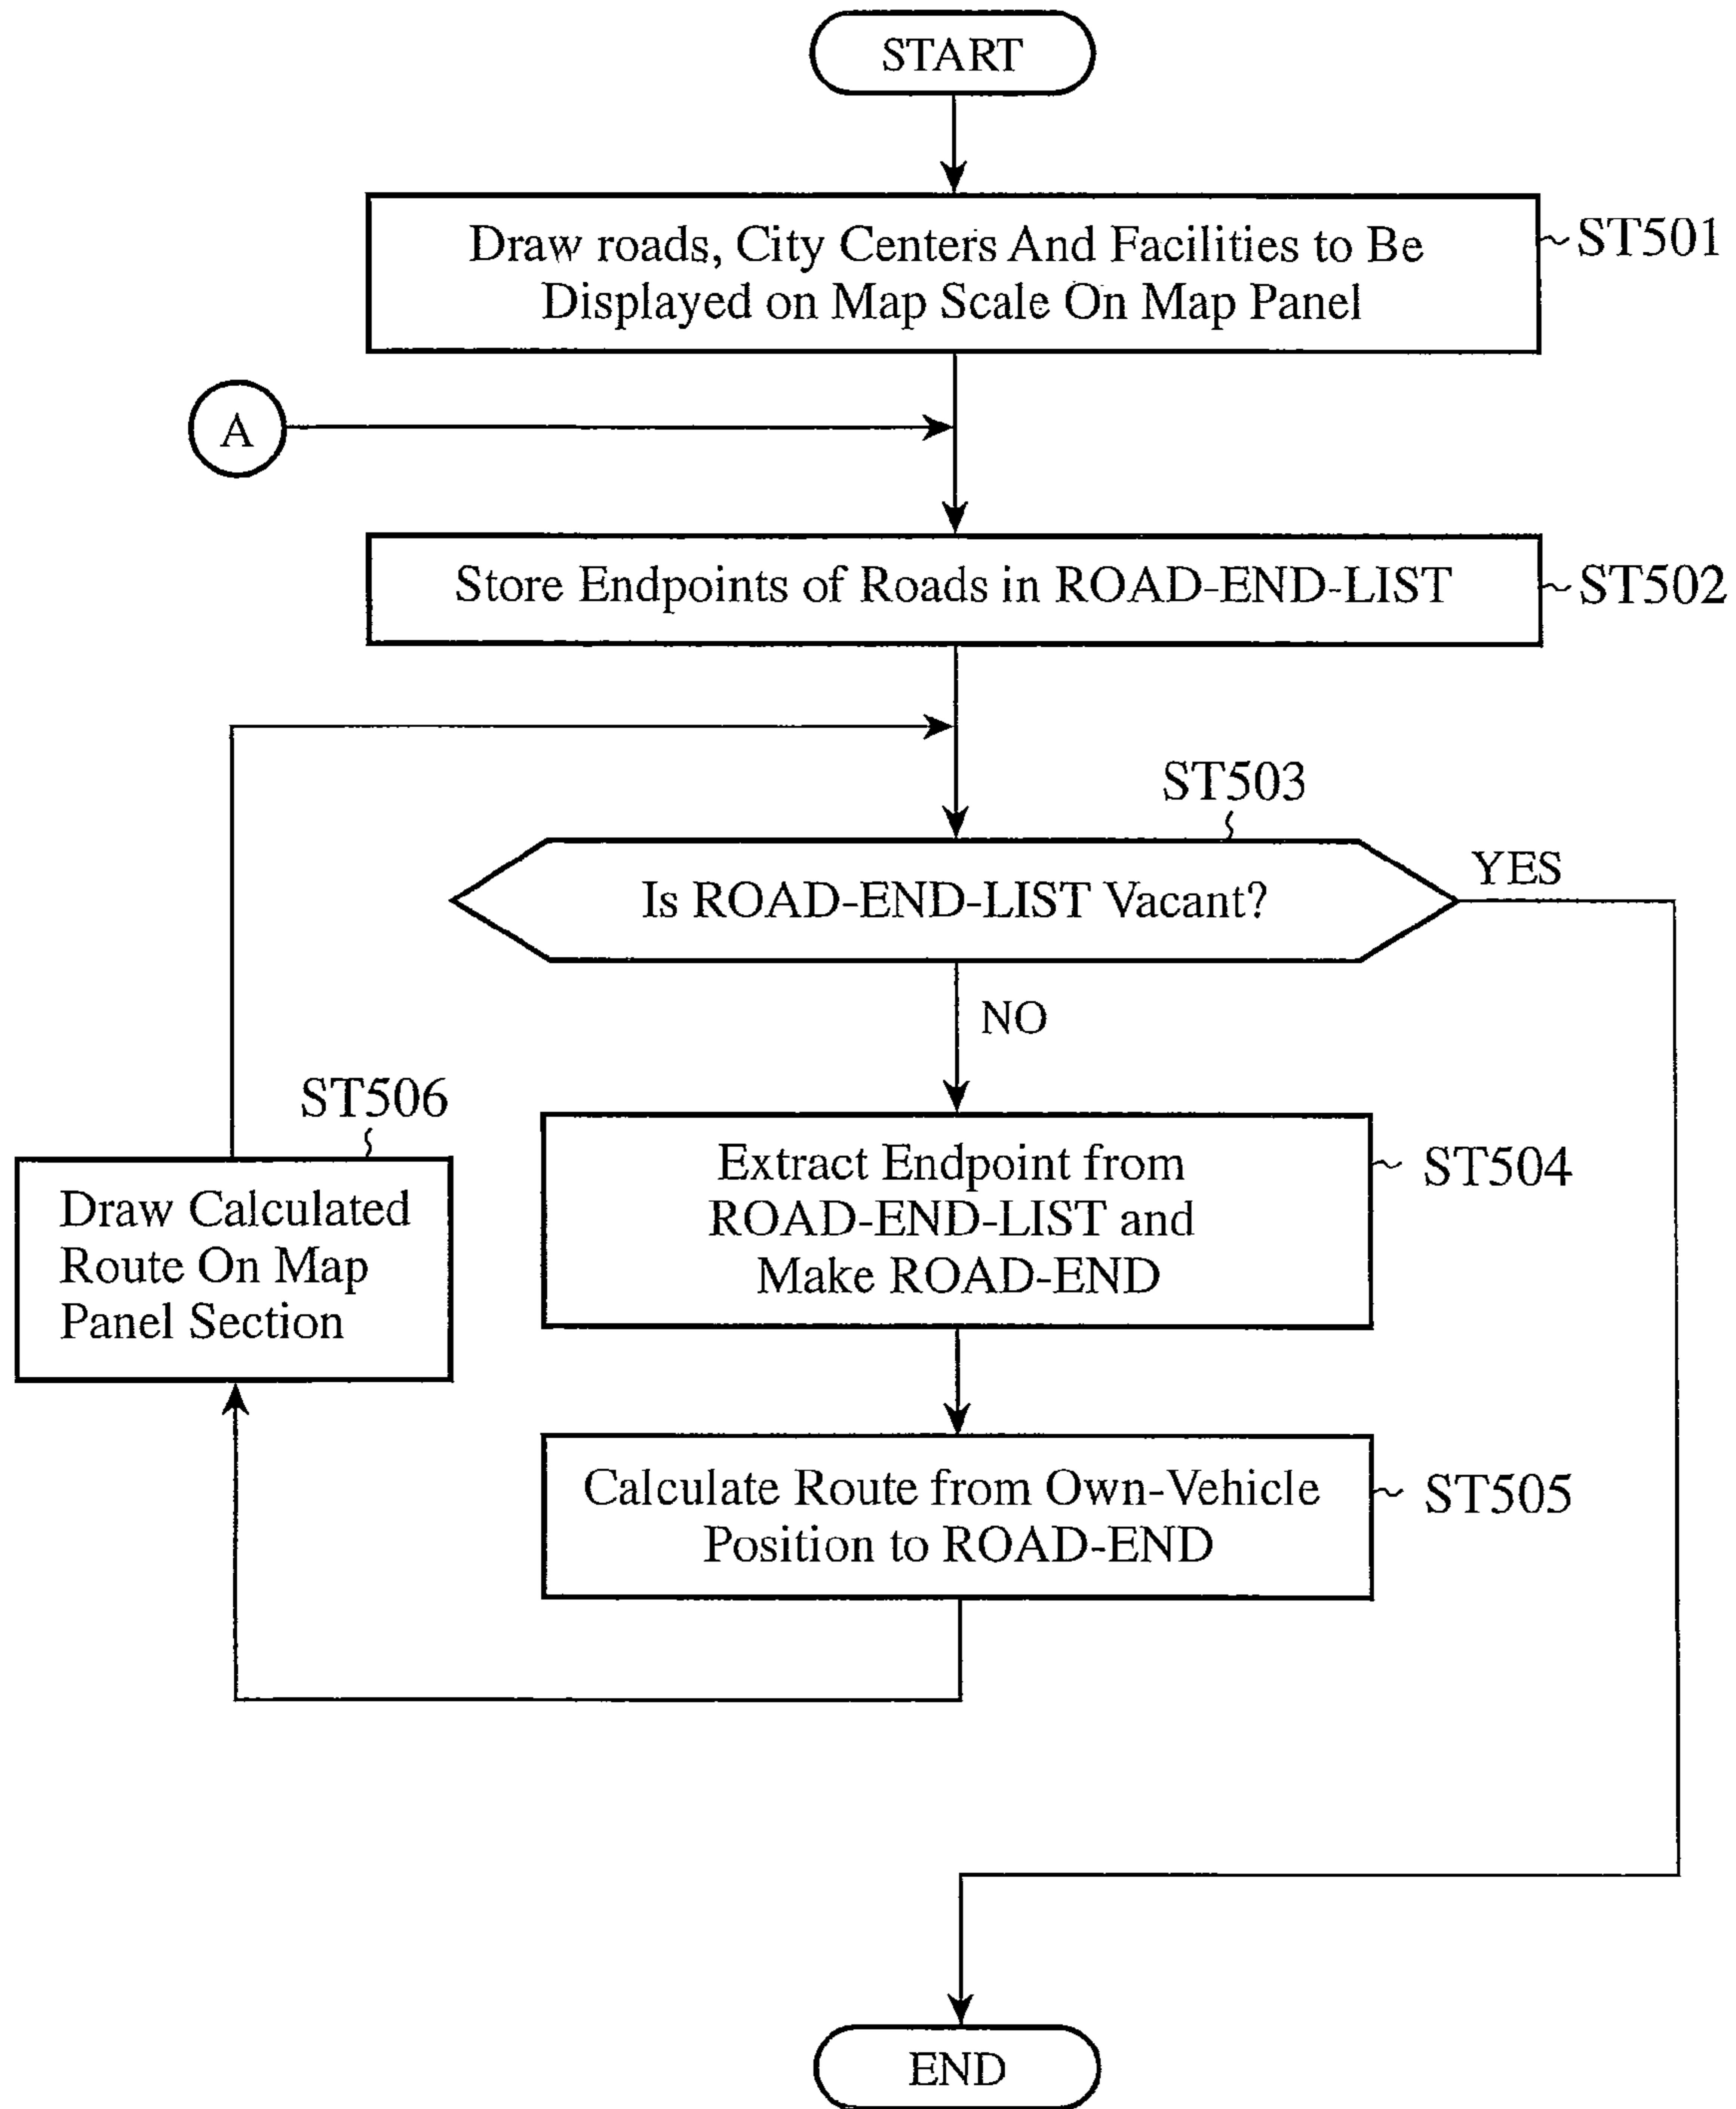 START
Draw roads, City Centers And Facilities to Be
Displayed on Map Scale On Map Panel
ST501
A
Store Endpoints of Roads in ROAD-END-LIST
ST502
ST503
Is ROAD-END-LIST Vacant?
YES
NO
ST506
Draw Calculated
Route On Map
Panel Section
Extract Endpoint from
ROAD-END-LIST and
Make ROAD-END
ST504
Calculate Route from Own-Vehicle
Position to ROAD-END
ST505
END